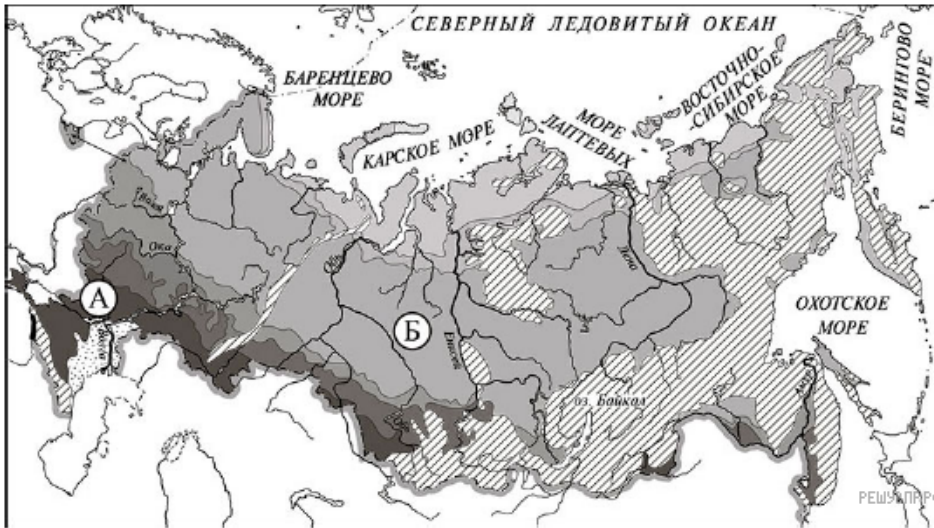 СЕВЕРНЫЙ ЛЕДОВИТЫЙ ОКЕАН
БАРЕНЦЕВО
МОРЕ
КАРСКОЕ МОРЕ
МОРЕ
ЛАПТЕВЫХ
ВОСТОЧНО-
СИБИРСКОЕ
МОРЕ
БЕРИНГОВО
МОРЕ
Волга
Ока
Лена
А
Б
Енисей
ОХОТСКОЕ
МОРЕ
оз. Байкал